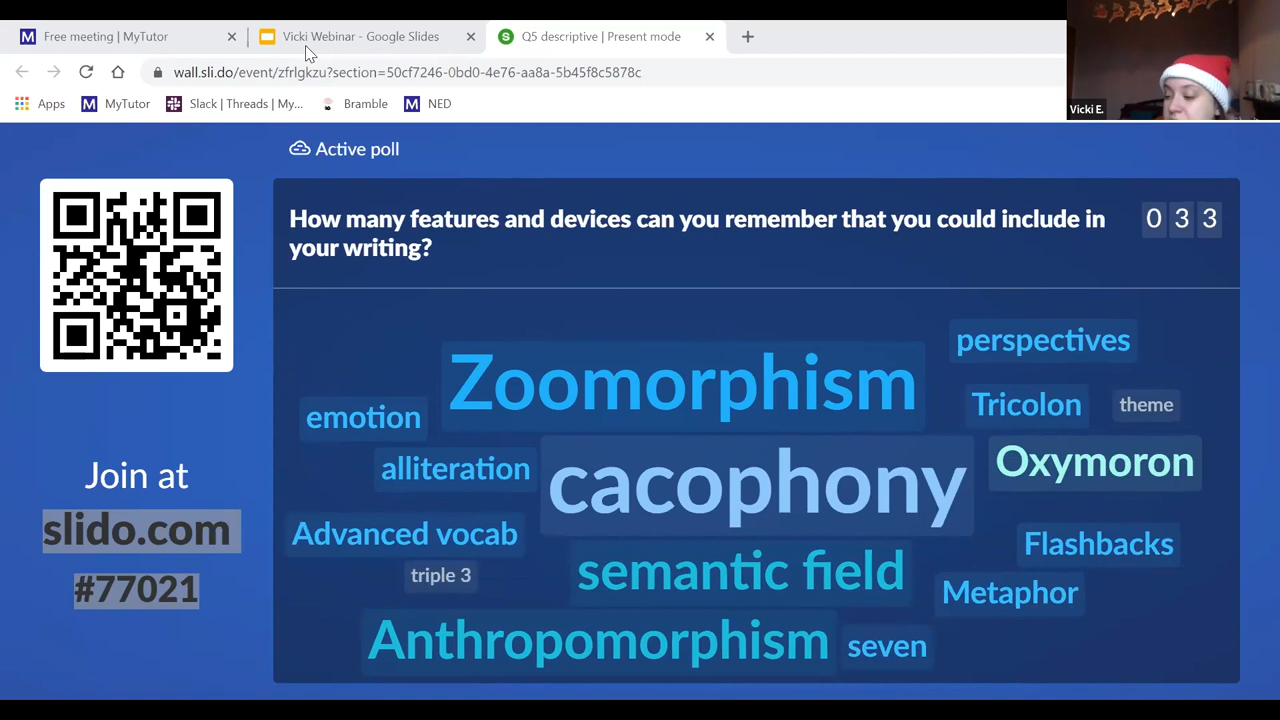 Free meeting | MyTutor
Vicki Webinar - Google Slides
Q5 descriptive | Present mode
wall.sli.do/event/zfrlgkzu?section=50cf7246-0bd0-4e76-aa8a-5b45f8c5878c
Apps
MyTutor
Slack | Threads | My...
Bramble
NED
Vicki E.
Active poll
How many features and devices can you remember that you could include in
your writing?
0 3 3
Join at
slido.com
#77021
perspectives
Zoomorphism
emotion
Tricolon
theme
alliteration
cacophony
Oxymoron
Advanced vocab
Flashbacks
triple 3
semantic field
Metaphor
Anthropomorphism
seven